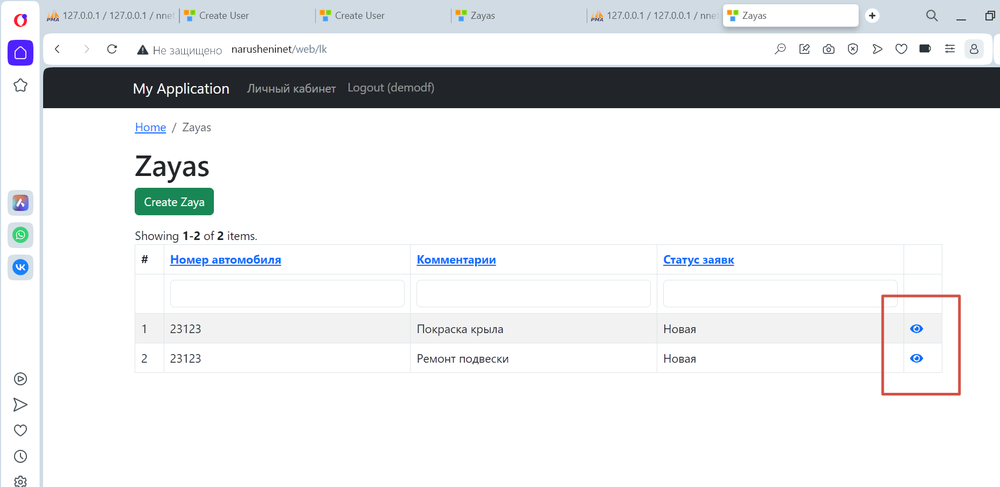 127.0.0.1 / 127.0.0.1 / nnet
Create User
Create User
Zayas
127.0.0.1 / 127.0.0.1 / nne
Zayas
Не защищено
narusheninet/web/lk
My Application
Личный кабинет
Logout (demodf)
Home / Zayas
Zayas
Create Zaya
Showing 1-2 of 2 items.
# Номер автомобиля Комментарии Статус заявк
1 23123 Покраска крыла Новая
2 23123 Ремонт подвески Новая